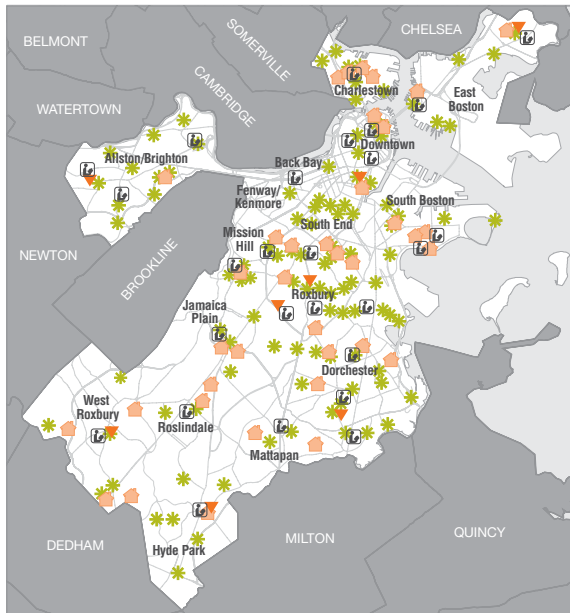 CHELSEA
SOMERVILLE
BELMONT
CAMBRIDGE
WATERTOWN
Charlestown
East
Boston
Downtown
Allston/Brighton
Back Bay
Fenway/
Kenmore
South Boston
South End
Mission
Hill
NEWTON
BROOKLINE
Roxbury
Jamaica
Plain
Dorchester
West
Roxbury
Roslindale
Mattapan
QUINCY
DEDHAM
MILTON
Hyde Park